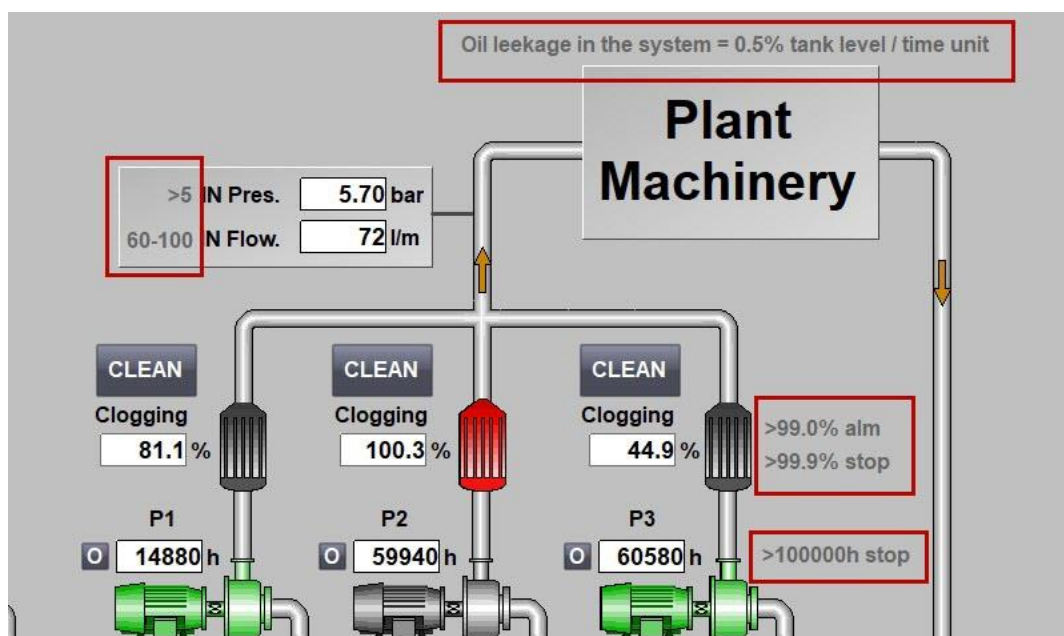 Oil leekage in the system = 0.5% tank level / time unit
Plant
Machinery
>5 IN Pres. 5.70 bar
60-100 IN Flow. 72 l/m
CLEAN CLEAN CLEAN
Clogging Clogging Clogging
81.1 % 100.3 % 44.9 %
>99.0% alm
>99.9% stop
P1 P2 P3
O 14880 h O 59940 h O 60580 h >100000h stop